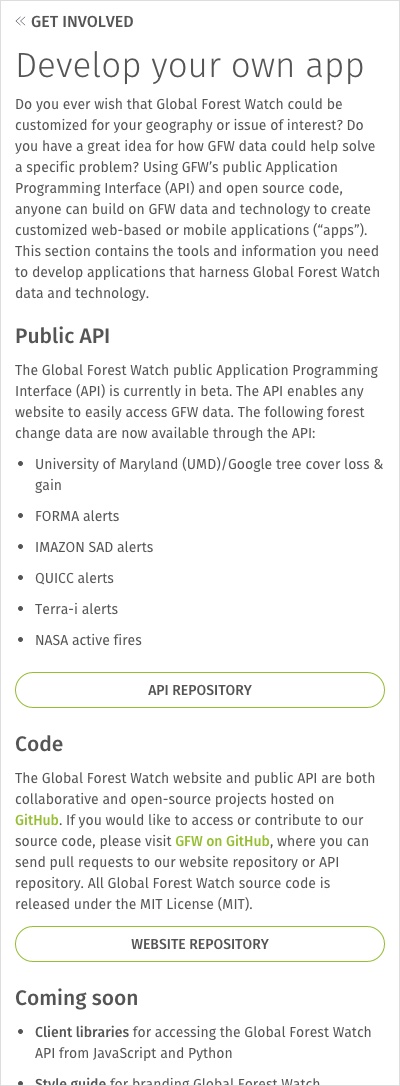 « GET INVOLVED
Develop your own app
Do you ever wish that Global Forest Watch could be
customized for your geography or issue of interest? Do
you have a great idea for how GFW data could help solve
a specific problem? Using GFW’s public Application
Programming Interface (API) and open source code,
anyone can build on GFW data and technology to create
customized web-based or mobile applications (“apps”).
This section contains the tools and information you need
to develop applications that harness Global Forest Watch
data and technology.
Public API
The Global Forest Watch public Application Programming
Interface (API) is currently in beta. The API enables any
website to easily access GFW data. The following forest
change data are now available through the API:
• University of Maryland (UMD)/Google tree cover loss &
gain
• FORMA alerts
• IMAZON SAD alerts
• QUICC alerts
• Terra-i alerts
• NASA active fires
API REPOSITORY
Code
The Global Forest Watch website and public API are both
collaborative and open-source projects hosted on
GitHub. If you would like to access or contribute to our
source code, please visit GFW on GitHub, where you can
send pull requests to our website repository or API
repository. All Global Forest Watch source code is
released under the MIT License (MIT).
WEBSITE REPOSITORY
Coming soon
• Client libraries for accessing the Global Forest Watch
API from JavaScript and Python
• Style guide for branding Global Forest Watch